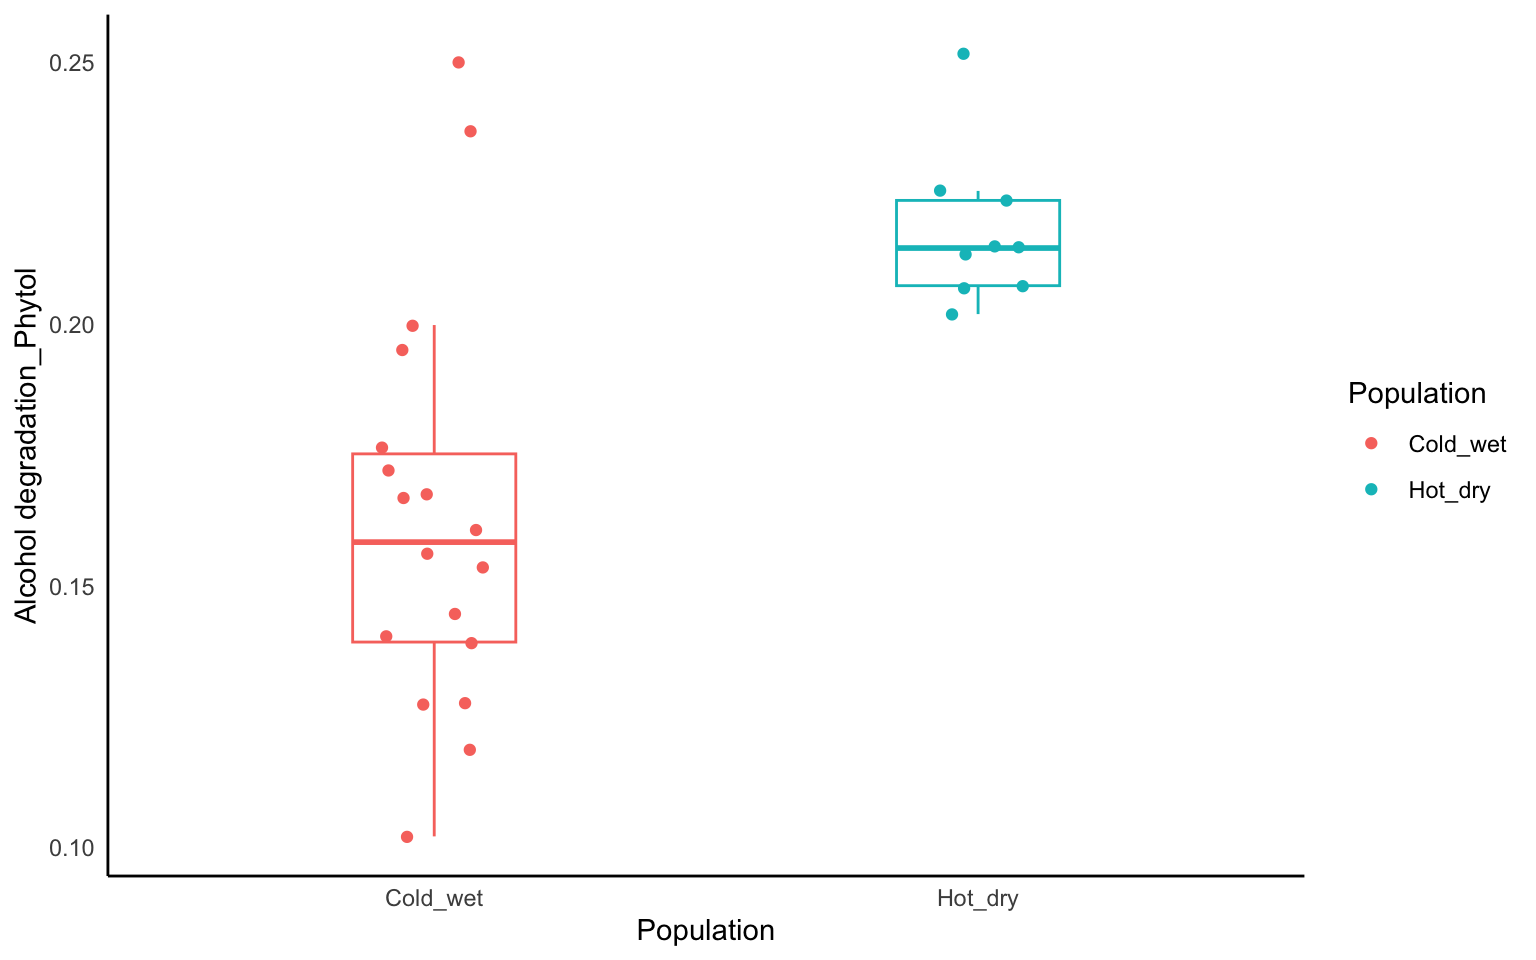 Alcohol degradation_Phytol
0.25
0.20
0.15
0.10
Cold_wet
Hot_dry
Population
Population
Cold_wet
Hot_dry